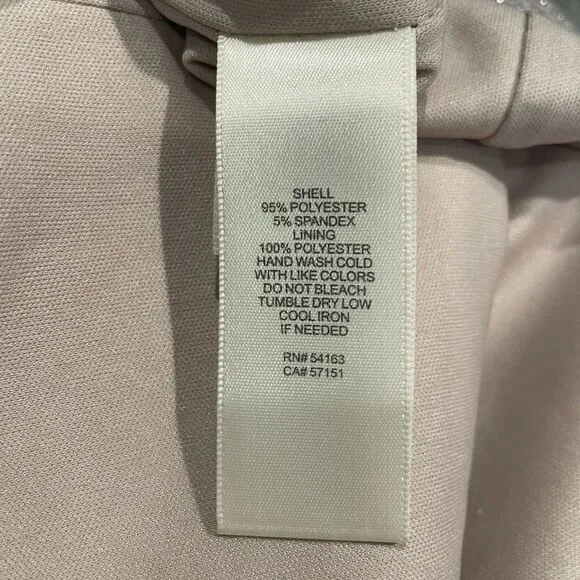 SHELL
95% POLYESTER
5% SPANDEX
LINING
100% POLYESTER
HAND WASH COLD
WITH LIKE COLORS
DO NOT BLEACH
TUMBLE DRY LOW
COOL IRON
IF NEEDED
RN# 54163
CA# 57151